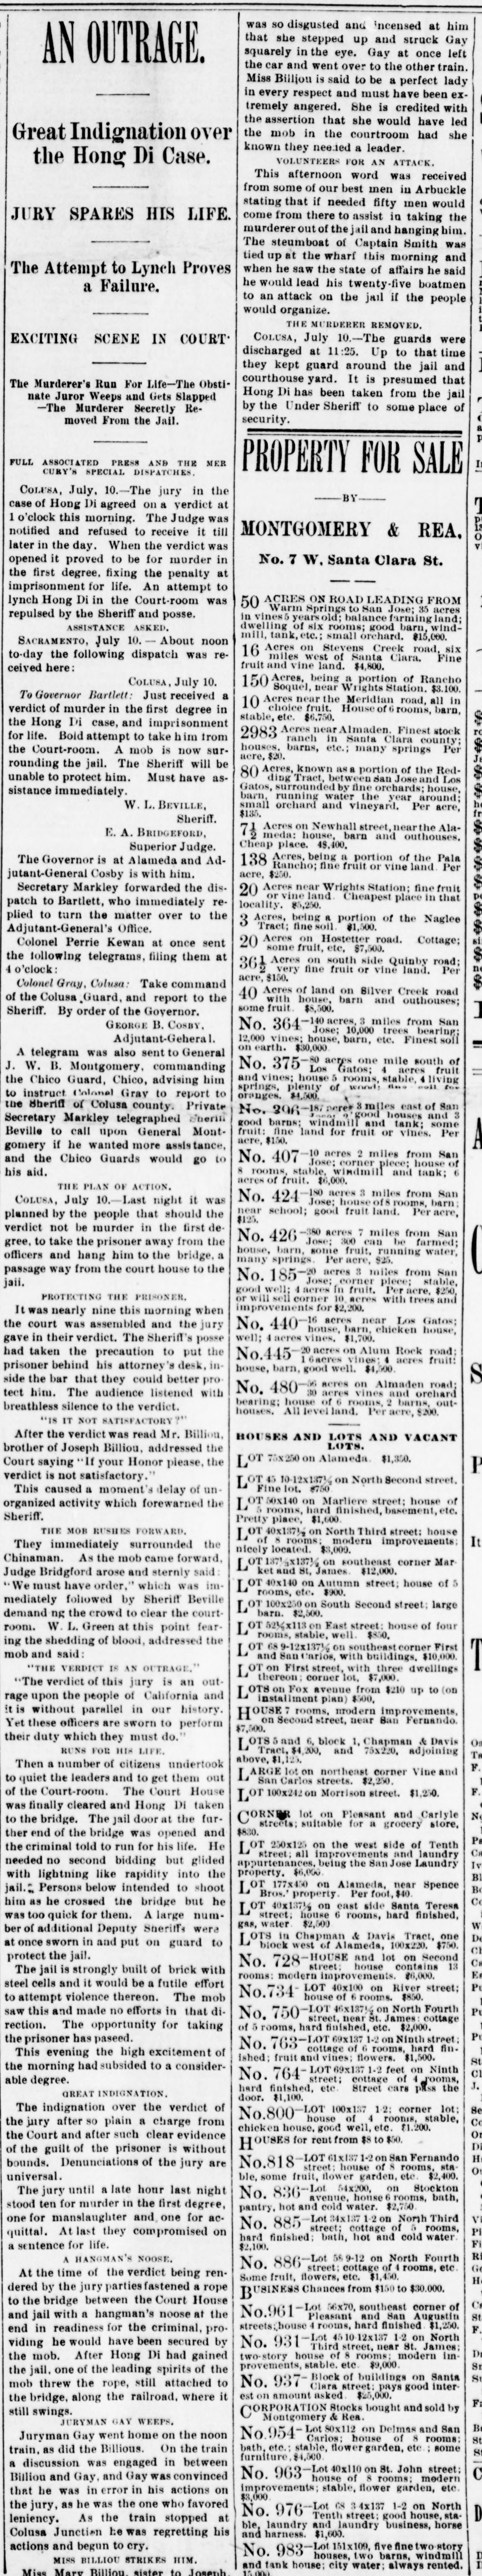 AN OUTRAGE.
Great Indignation over
the Hong Di Case.
JURY SPARES HIS LIFE.
The Attempt to Lynch Proves
a Failure.
EXCITING SCENE IN COURT
The Murderer's Run For Life—The Obsti-
nate Juror Weeps and Gets Slapped
—The Murderer Secretly Re-
moved From the Jail.
FULL ASSOCIATED PRESS AND THE MER
CURY'S SPECIAL DISPATCHES.
COLUSA, July, 10.—The jury in the
case of Hong Di agreed on a verdict at
1 o'clock this morning. The Judge was
notified and refused to receive it till
later in the day. When the verdict was
opened it proved to be for murder in
the first degree, fixing the penalty at
imprisonment for life. An attempt to
lynch Hong Di in the Court-room was
repulsed by the Sheriff and posse.
ASSISTANCE ASKED.
SACRAMENTO, July 10. — About noon
to-day the following dispatch was re-
ceived here:
COLUSA, July 10.
To Governor Bartlett: Just received a
verdict of murder in the first degree in
the Hong Di case, and imprisonment
for life. Bold attempt to take him from
the Court-room. A mob is now sur-
rounding the jail. The Sheriff will be
unable to protect him. Must have as-
sistance immediately.
W. L. BEVILLE,
Sheriff.
E. A. BRIDGEFORD,
Superior Judge.
The Governor is at Alameda and Ad-
jutant-General Cosby is with him.
Secretary Markley forwarded the dis-
patch to Bartlett, who immediately re-
plied to turn the matter over to the
Adjutant-General's Office.
Colonel Perrie Kewan at once sent
the following telegrams, filing them at
4 o'clock:
Colonel Gray, Colusa: Take command
of the Colusa Guard, and report to the
Sheriff. By order of the Governor.
GEORGE B. COSBY,
Adjutant-General.
A telegram was also sent to General
J. W. B. Montgomery, commanding
the Chico Guard, Chico, advising him
to instruct Colonel Gray to report to
the Sheriff of Colusa county. Private
Secretary Markley telegraphed Sheriff
Beville to call upon General Mont-
gomery if he wanted more assistance,
and the Chico Guards would go to
his aid.
THE PLAN OF ACTION.
COLUSA, July 10.—Last night it was
planned by the people that should the
verdict not be murder in the first de-
gree, to take the prisoner away from the
officers and hang him to the bridge, a
passage way from the court house to the
jail.
PROTECTING THE PRISONER.
It was nearly nine this morning when
the court was assembled and the jury
gave in their verdict. The Sheriff's posse
had taken the precaution to put the
prisoner behind his attorney's desk, in-
side the bar that they could better pro
tect him. The audience listened with
breathless silence to the verdict.
"IS IT NOT SATISFACTORY?"
After the verdict was read Mr. Billiou,
brother of Joseph Billiou, addressed the
Court saying "If your Honor please, the
verdict is not satisfactory."
This caused a moment's delay of un-
organized activity which forewarned the
Sheriff.
THE MOB RUSHES FORWARD.
They immediately surrounded the
Chinaman. As the mob came forward,
Judge Bridgford arose and sternly said:
"We must have order," which was im-
mediately followed by Sheriff Beville
demand ng the crowd to clear the court-
room. W. L. Green at this point fear-
ing the shedding of blood, addressed the
mob and said:
"THE VERDICT IS AN OUTRAGE."
"The verdict of this jury is an out-
rage upon the people of California and
it is without parallel in our history.
Yet these officers are sworn to perform
their duty which they must do."
RUNS FOR HIS LIFE.
Then a number of citizens undertook
to quiet the leaders and to get them out
of the Court-room. The Court House
was finally cleared and Hong Di taken
to the bridge. The jail door at the fur-
ther end of the bridge was opened and
the criminal told to run for his life. He
needed no second bidding but glided
with lightning like rapidity into the
jail. Persons below intended to shoot
him as he crossed the bridge but he
was too quick for them. A large num-
ber of additional Deputy Sheriffs were
at once sworn in and put on guard to
protect the jail.
The jail is strongly built of brick with
steel cells and it would be a futile effort
to attempt violence thereon. The mob
saw this and made no efforts in that di-
rection. The opportunity for taking
the prisoner has passed.
This evening the high excitement of
the morning had subsided to a consider-
able degree.
GREAT INDIGNATION.
The indignation over the verdict of
the jury after so plain a charge from
the Court and after such clear evidence
of the guilt of the prisoner is without
bounds. Denunciations of the jury are
universal.
The jury until a late hour last night
stood ten for murder in the first degree,
one for manslaughter and one for ac-
quittal. At last they compromised on
a sentence for life.
A HANGMAN'S NOOSE.
At the time of the verdict being ren-
dered by the jury parties fastened a rope
to the bridge between the Court House
and jail with a hangman's noose at the
end in readiness for the criminal, pro-
viding he would have been secured by
the mob. After Hong Di had gained
the jail, one of the leading spirits of the
mob threw the rope, still attached to
the bridge, along the railroad, where it
still swings.
JURYMAN GAY WEEPS.
Juryman Gay went home on the noon
train, as did the Billious. On the train
a discussion was engaged in between
Billiou and Gay, and Gay was convinced
that he was in error in his actions on
the jury, as he was the one who favored
leniency. As the train stopped at
Colusa Junction he was regretting his
actions and begun to cry.
MISS BILLIOU STRIKES HIM.
Miss Mary Billiou, sister to Joseph,
was so disgusted and incensed at him
that she stepped up and struck Gay
squarely in the eye. Gay at once left
the car and went over to the other train.
Miss Billiou is said to be a perfect lady
in every respect and must have been ex-
tremely angered. She is credited with
the assertion that she would have led
the mob in the courtroom had she
known they needed a leader.
VOLUNTEERS FOR AN ATTACK.
This afternoon word was received
from some of our best men in Arbuckle
stating that if needed fifty men would
come from there to assist in taking the
murderer out of the jail and hanging him.
The steamboat of Captain Smith was
tied up at the wharf this morning and
when he saw the state of affairs he said
he would lead his twenty-five boatmen
to an attack on the jail if the people
would organize.
THE MURDERER REMOVED.
COLUSA, July 10.—The guards were
discharged at 11:25. Up to that time
they kept guard around the jail and
courthouse yard. It is presumed that
Hong Di has been taken from the jail
by the Under Sheriff to some place of
security.
PROPERTY FOR SALE
—BY—
MONTGOMERY & REA,
No. 7 W. Santa Clara St.
50 ACRES ON ROAD LEADING FROM
Warm Springs to San Jose; 35 acres
in vines 5 years old; balance farming land;
dwelling of six rooms; good barn, wind-
mill, tank, etc.; small orchard. $15,000.
16 Acres on Stevens Creek road, six
miles west of Santa Clara. Fine
fruit and vine land. $4,800.
150 Acres, being a portion of Rancho
Soquel, near Wrights Station. $3,100.
10 Acres near the Meridian road, all in
choice fruit. House of 6 rooms, barn,
stable, etc. $6,750.
2983 Acres near Almaden. Finest stock
ranch in Santa Clara county;
houses, barns, etc.; many springs Per
acre, $20.
80 Acres, known as a portion of the Red-
ding Tract, between San Jose and Los
Gatos, surrounded by fine orchards; house,
barn, running water the year around;
small orchard and vineyard. Per acre,
$135.
7½ Acres on Newhall street, near the Ala-
meda: house, barn and outhouses.
Cheap place. $8,400.
138 Acres, being a portion of the Pala
Rancho; fine fruit or vine land Per
acre, $250.
20 Acres near Wrights Station; fine fruit
or vine land. Cheapest place in that
locality. $5,250.
3 Acres, being a portion of the Naglee
Tract; fine soil. $1,500.
20 Acres on Hostetter road. Cottage;
some fruit, etc, $7,500.
36½ Acres on south side Quinby road;
very fine fruit or vine land. Per
acre, $150.
40 Acres of land on Silver Creek road
with house, barn and outhouses;
some fruit. $8,500.
No. 364—140 acres, 3 miles from San
Jose; 10,000 trees bearing;
12,000 vines; house, barn, etc. Finest soil
on earth. $30,000
No. 375—80 acres one mile south of
Los Gatos; 4 acres fruit
and vines; house 5 rooms, stable, 4 living
springs, plenty of
oranges. $4,500.
acres 3 miles east of San
good houses and 3
good barns; windmill and tank; some
fruit; fine land for fruit or vines. Per
acre, $150.
No. 407—10 acres 2 miles from San
Jose; corner piece; house of
8 rooms, stable, windmill and tank; 6
acres of fruit. $6,000.
No. 424—180 acres 3 miles from San
Jose; house of 8 rooms, barn;
near school; good fruit land. Per acre,
$125.
No. 426—380 acres 7 miles from San
Jose; 300 can be farmed;
house, barn, some fruit, running water,
many springs. Per acre, $25.
No. 185—20 acres 3 miles from San
Jose; corner piece; stable,
good well; 4 acres in fruit. Per acre, $250,
or will sell corner 10 acres with trees and
improvements for $2,200.
No. 440—16 acres near Los Gatos;
house, barn, chicken house,
well; 4 acres vines. $1,700.
No. 445—20 acres on Alum Rock road;
16 acres vines; 4 acres fruit;
house, barn, good well. $4,500.
No. 480—56 acres on Almaden road;
30 acres vines and orchard
bearing; house of 6 rooms, 2 barns, out-
houses. All level land. Per acre, $200.
HOUSES AND LOTS AND VACANT
LOTS.
LOT 75x250 on Alameda. $1,350.
LOT 45 10-12x137½ on North Second street.
Fine lot. $750
LOT 50x140 on Marliere street; house of
5 rooms, hard finished, basement, etc.
Pretty place, $1,600.
LOT 40x137½ on North Third street; house
of 8 rooms; modern improvements;
nicely located. $3,000.
LOT 137½x137½ on southeast corner Mar
ket and St. James. $12,000.
LOT 40x140 on Autumn street; house of 5
rooms, etc. $900.
LOT 100x250 on South Second street; large
barn. $2,500.
LOT 52½x113 on East street: house of four
rooms, stable, well. $850,
LOT 68 9-12x137½ on southeast corner First
and San Carlos, with buildings, $10,000.
LOT on First street, with three dwellings
thereon; corner lot, $7,000.
LOTS on Fox avenue from $210 up to (on
installment plan) $500,
HOUSE 7 rooms, modern improvements,
on Second street, near San Fernando.
$7,500.
LOTS 5 and 6, block 1, Chapman & Davis
Tract, $4,200, and 75x220, adjoining
above, $1,125.
LARGE lot on northeast corner Vine and
San Carlos streets. $2,250.
LOT 100x242 on Morrison street. $1,250.
CORNER lot on Pleasant and Carlyle
streets; suitable for a grocery store,
$830.
LOT 250x125 on the west side of Tenth
street; all improvements and laundry
appurtenances, being the San Jose Laundry
property. $6,050.
LOT 177x450 on Alameda, near Spence
Bros.' property. Per foot, $40.
LOT 40x137½ on east side Santa Teresa
street; house 6 rooms, hard finished,
gas, water. $2,500
LOTS in Chapman & Davis Tract, one
block west of Alameda, 100x220. $750.
No. 728—HOUSE and lot on Second
street; house contains 13
rooms: modern improvements. $6,000.
No. 734—LOT 40x100 on River street;
house of 6 rooms, $850.
No. 750—LOT 46x137½ on North Fourth
street, near St. James: cottage
of 5 rooms, hard finished, etc. $2,000.
No. 763—LOT 69x137 1-2 on Ninth street;
cottage of 6 rooms, hard fin-
ished; fruit and vines; flowers. $1,500.
No. 764—LOT 69x137 1-2 feet on Ninth
street; cottage of 4 rooms,
hard finished, etc Street cars pass the
door. $1,100.
No. 800—LOT 100x137 1-2; corner lot;
house of 4 rooms, stable,
chicken house, good well, etc. $1.200.
HOUSES for rent from $8 to $50.
No. 818—LOT 61x137 1-2 on San Fernando
street; house of 8 rooms, sta-
ble, some fruit, flower garden, etc. $2,400.
No. 836—Lot 54x200, on Stockton
avenue, house 6 rooms, bath,
pantry, hot and cold water. $2,750.
No. 885—Lot 34x137 1-2 on North Third
street; cottage of 5 rooms,
hard finished; bath, hot and cold water
$2,100.
No. 886—Lot 58 9-12 on North Fourth
street; cottage of 4 rooms, etc
Some fruit, flowers, etc. $1,450.
BUSINESS Chances from $150 to $30.000.
No. 961—Lot 56x70, southeast corner of
Pleasant and San Augustin
streets; house 4 rooms, hard finished $1,250.
No. 931—Lot 45 10 12x137 1-2 on North
Third street, near St. James;
two-story house of 8 rooms; modern im-
provements, stable, etc. $9,000.
No. 937—Block of buildings on Santa
Clara street; pays good inter-
est on amount asked $25,000.
CORPORATION Stocks bought and sold by
Montgomery & Rea.
No. 954—Lot 80x112 on Delmas and San
Carlos; house of 8 rooms;
bath, etc.; stable, flower garden, etc ; some
furniture, $4,500.
No. 963—Lot 40x110 on St. John street;
house of 8 rooms; modern
improvements; stable, flower garden, etc.
$3,000
No. 976—Lot 68 3-4x137 1-2 on North
Tenth street; good house, sta-
ble, laundry and laundry business, horse
and harness. $1,600.
No. 983—Lot 151x109, five fine two story
houses, two barns, windmill
and tank house; city water; always rented.